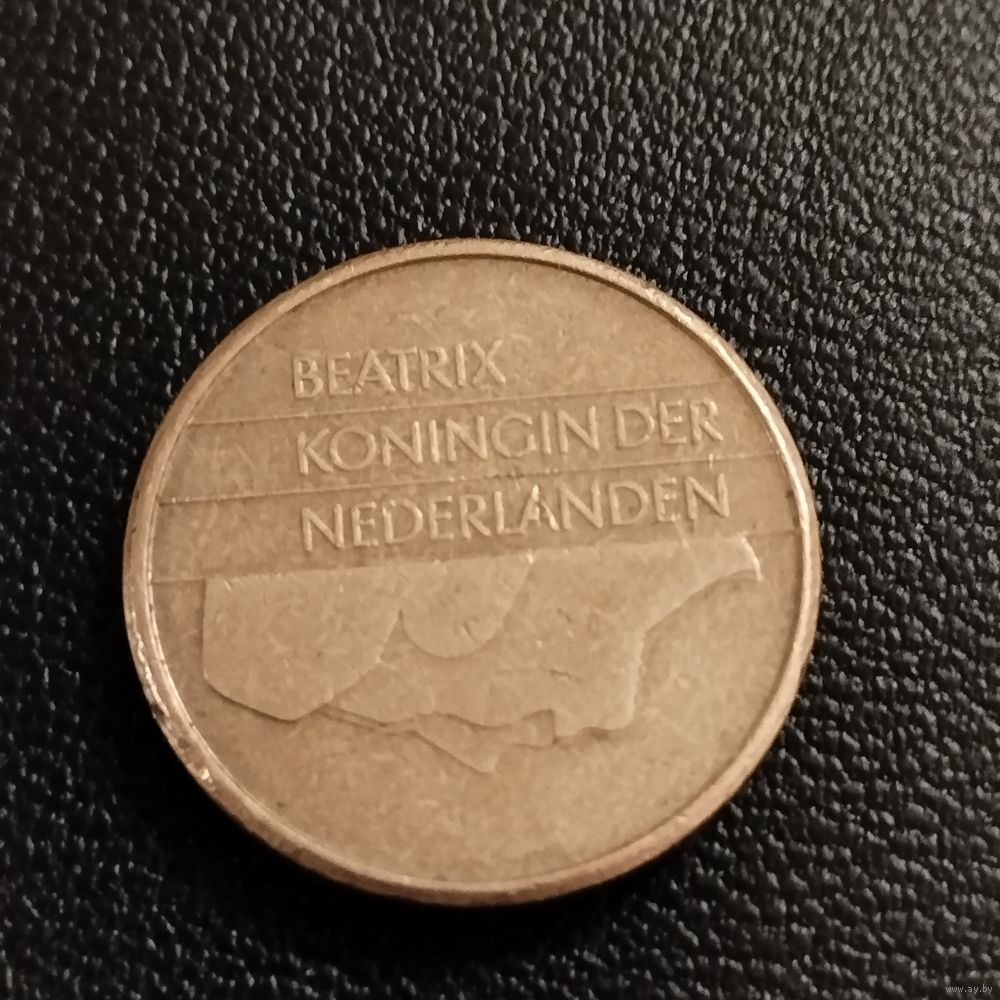 BEATRIX
KONINGIN DER
NEDERLANDEN
www.ay.by